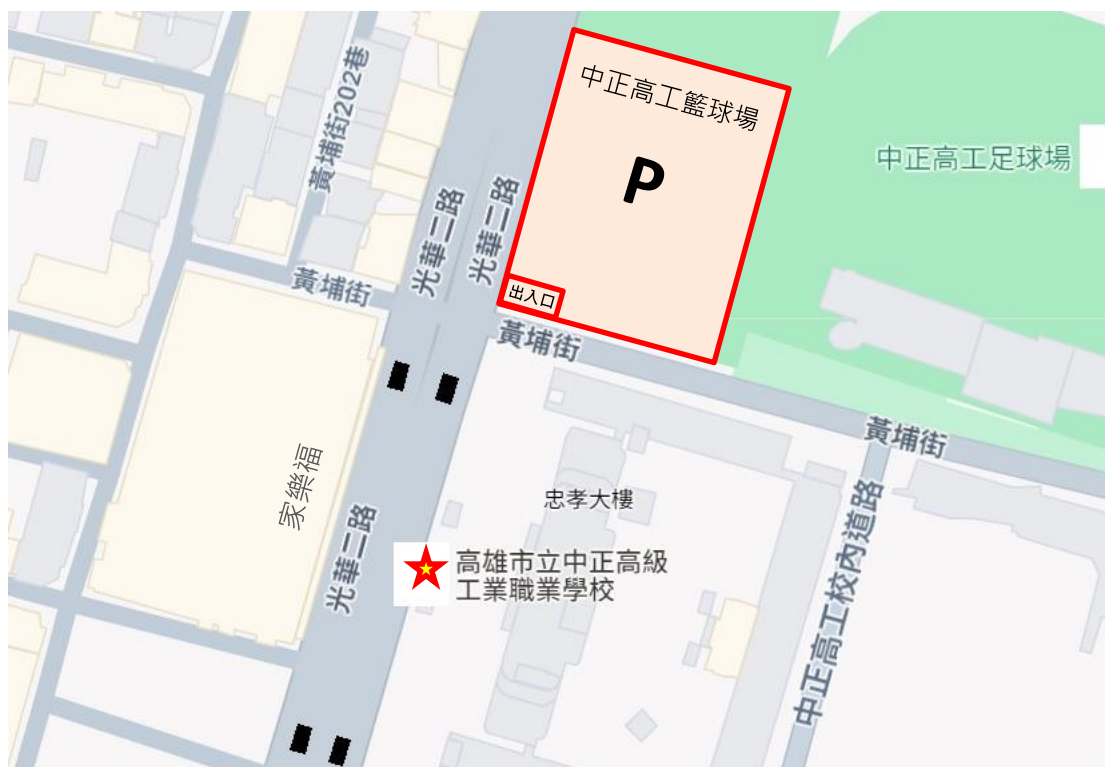 中正高工籃球場
P
黃埔街202巷
中正高工足球場
光華二路
光華二路
黃埔街
出入口
黃埔街
黃埔街
家樂福
忠孝大樓
光華二路
高雄市立中正高級
工業職業學校
中正高工校內道路